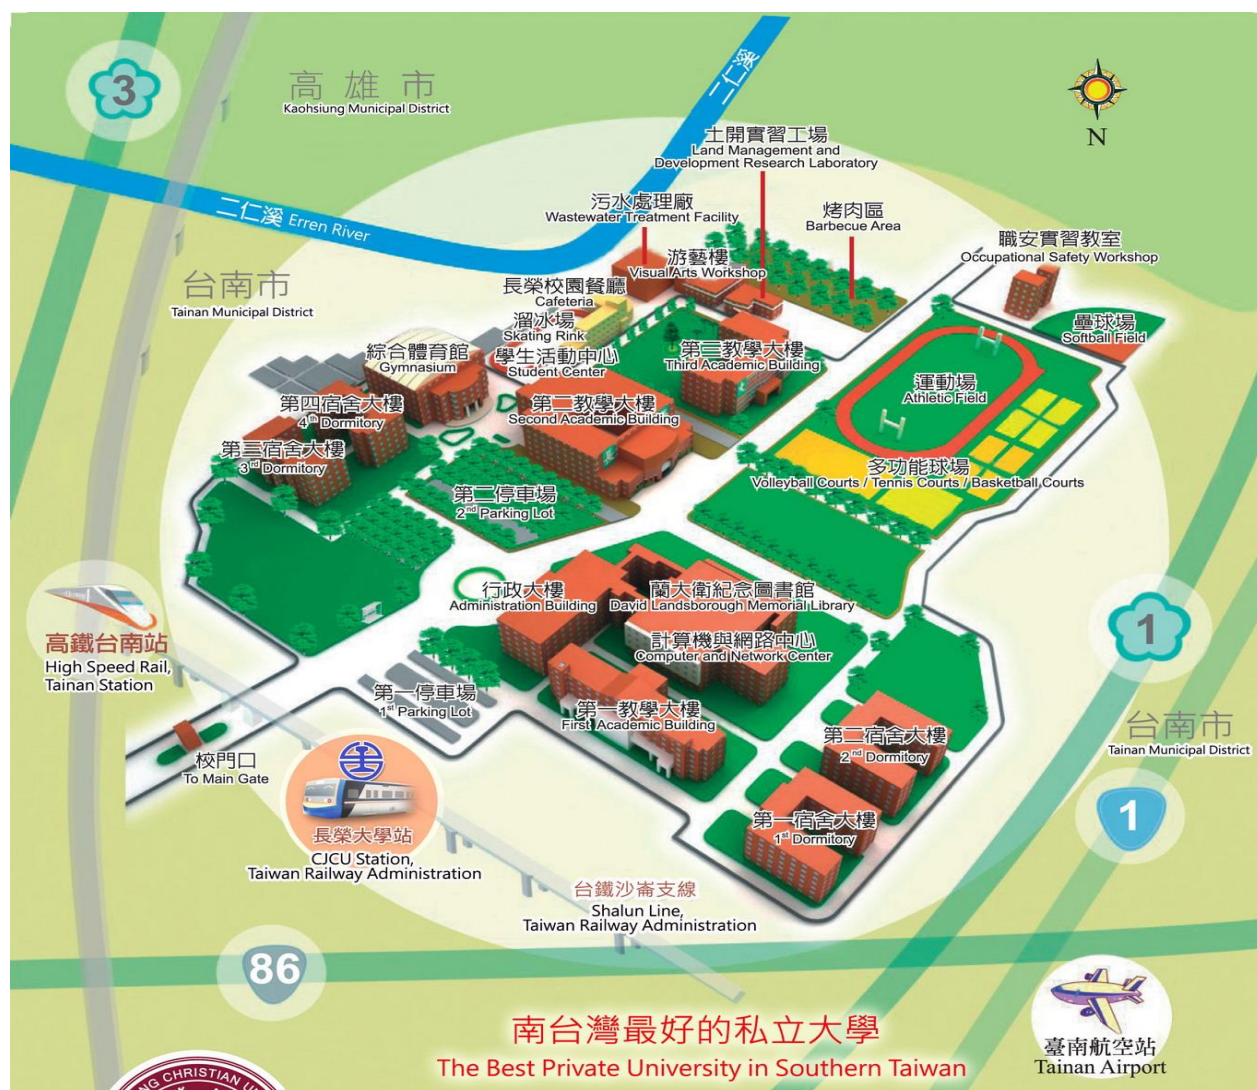 3
高雄市
Kaohsiung Municipal District
二仁溪
N
土開實習工場
Land Management and
Development Research Laboratory
污水處理廠
Wastewater Treatment Facility
烤肉區
Barbecue Area
二仁溪 Erren River
職安實習教室
Occupational Safety Workshop
游藝樓
Visual Arts Workshop
台南市
Tainan Municipal District
長榮校園餐廳
Cafeteria
溜冰場
Skating Rink
壘球場
Softball Field
綜合體育館
Gymnasium
學生活動中心
Student Center
第三教學大樓
Third Academic Building
運動場
Athletic Field
第四宿舍大樓
4th Dormitory
第二教學大樓
Second Academic Building
第三宿舍大樓
3rd Dormitory
多功能球場
Volleyball Courts / Tennis Courts / Basketball Courts
第二停車場
2nd Parking Lot
行政大樓
Administration Building
蘭大衛紀念圖書館
David Landsborough Memorial Library
1
高鐵台南站
High Speed Rail,
Tainan Station
計算機與網路中心
Computer and Network Center
第一停車場
1st Parking Lot
第一教學大樓
First Academic Building
第二宿舍大樓
2nd Dormitory
台南市
Tainan Municipal District
校門口
To Main Gate
1
第一宿舍大樓
1st Dormitory
長榮大學站
CJCU Station,
Taiwan Railway Administration
台鐵沙崙支線
Shalun Line,
Taiwan Railway Administration
86
南台灣最好的私立大學
The Best Private University in Southern Taiwan
臺南航空站
Tainan Airport
CHRISTIAN